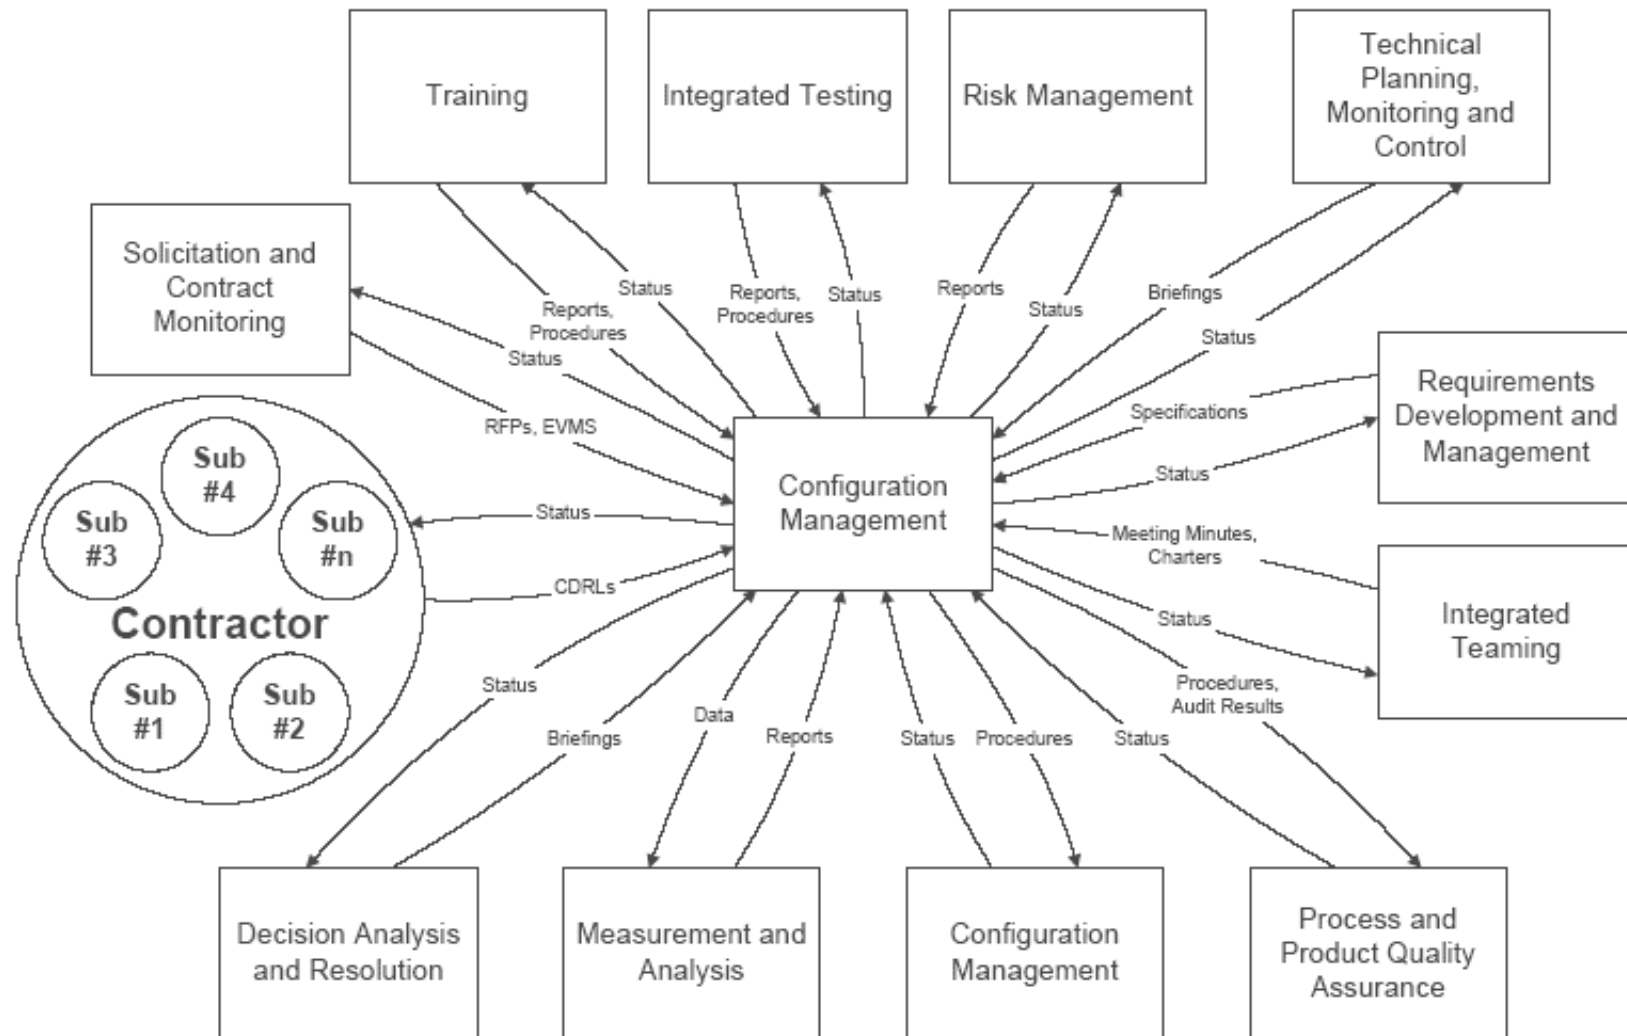 Training
Integrated Testing
Risk Management
Technical
Planning,
Monitoring and
Control
Solicitation and
Contract
Monitoring
Status
Reports,
Procedures
Reports,
Procedures
Status
Reports
Status
Briefings
Status
Status
RFPs, EVMS
Specifications
Status
Requirements
Development and
Management
Configuration
Management
Sub
#4
Sub
#3
Sub
#n
Contractor
Sub
#1
Sub
#2
Status
CDRLs
Meeting Minutes,
Charters
Status
Integrated
Teaming
Status
Briefings
Data
Reports
Status
Procedures
Procedures,
Audit Results
Status
Decision Analysis
and Resolution
Measurement and
Analysis
Configuration
Management
Process and
Product Quality
Assurance